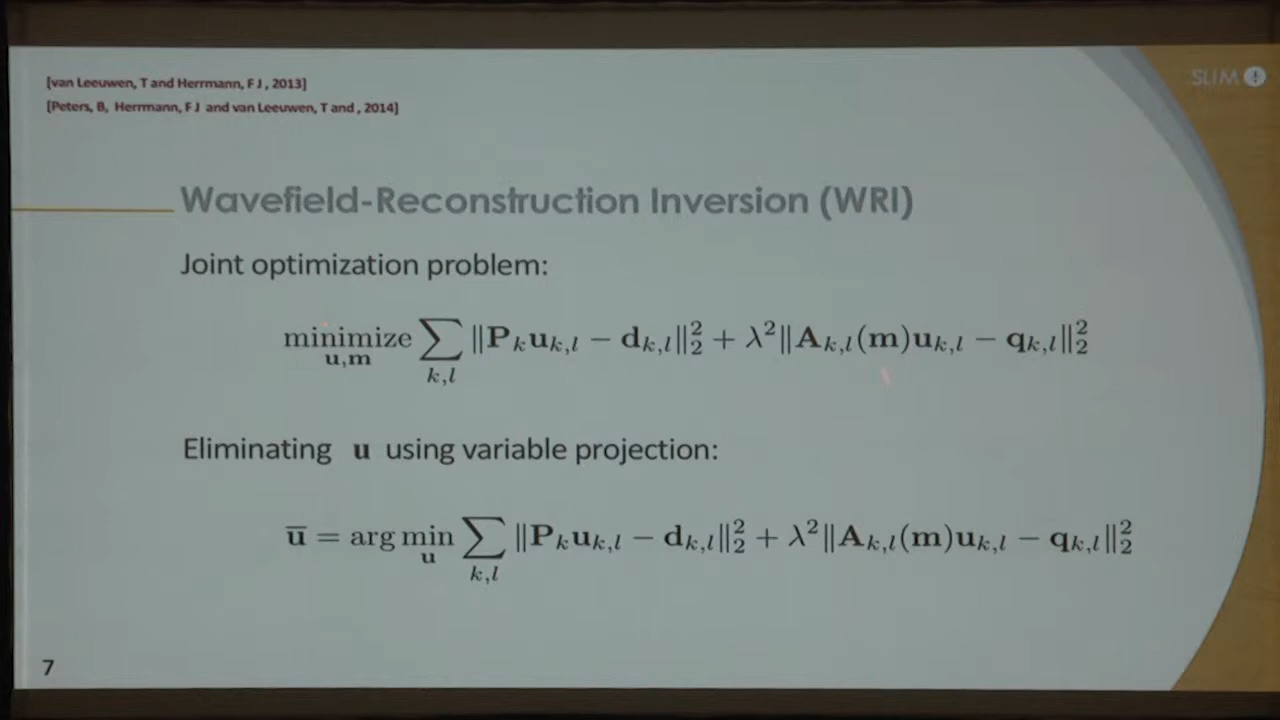 [van Leeuwen, T and Herrmann, F J , 2013]
SLIM
[Peters, B, Herrmann, F J and van Leeuwen, T and , 2014]
Wavefield-Reconstruction Inversion (WRI)
Joint optimization problem:
minimize_{u,m} ∑_{k,l} ‖P_k u_{k,l} − d_{k,l}‖_2^2 + λ^2‖A_{k,l}(m)u_{k,l} − q_{k,l}‖_2^2
Eliminating u using variable projection:
u̅ = arg min_u ∑_{k,l} ‖P_k u_{k,l} − d_{k,l}‖_2^2 + λ^2‖A_{k,l}(m)u_{k,l} − q_{k,l}‖_2^2
7